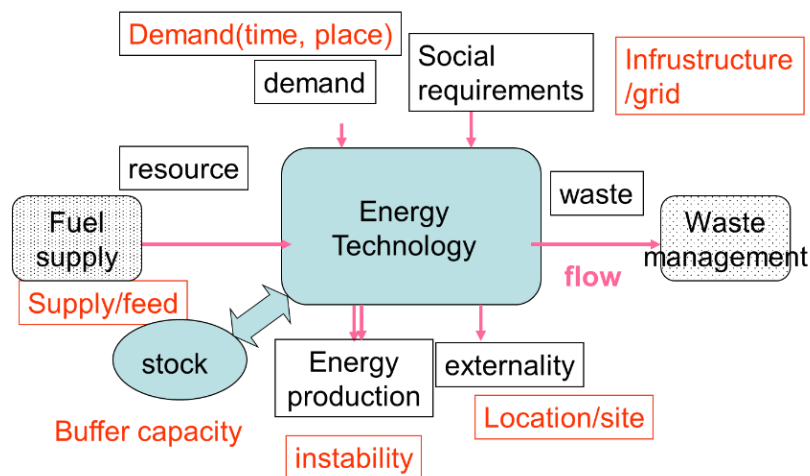 Demand(time, place)
demand
Social
requirements
Infrustructure
/grid
resource
waste
Fuel
supply
Energy
Technology
Waste
management
flow
Supply/feed
stock
Energy
production
externality
Buffer capacity
instability
Location/site